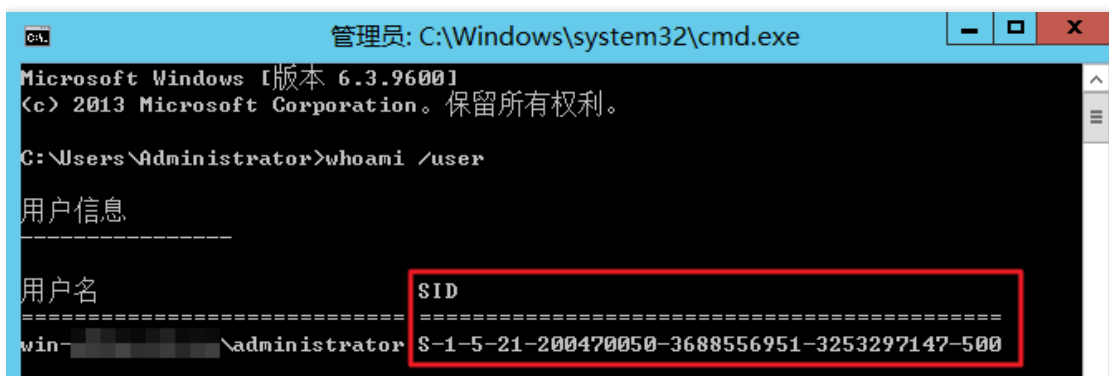 管理员: C:\Windows\system32\cmd.exe
Microsoft Windows [版本 6.3.9600]
(c) 2013 Microsoft Corporation。保留所有权利。
C:\Users\Administrator>whoami /user
用户信息
----------------
用户名 SID
============================= ============================================
win- \administrator S-1-5-21-200470050-3688556951-3253297147-500